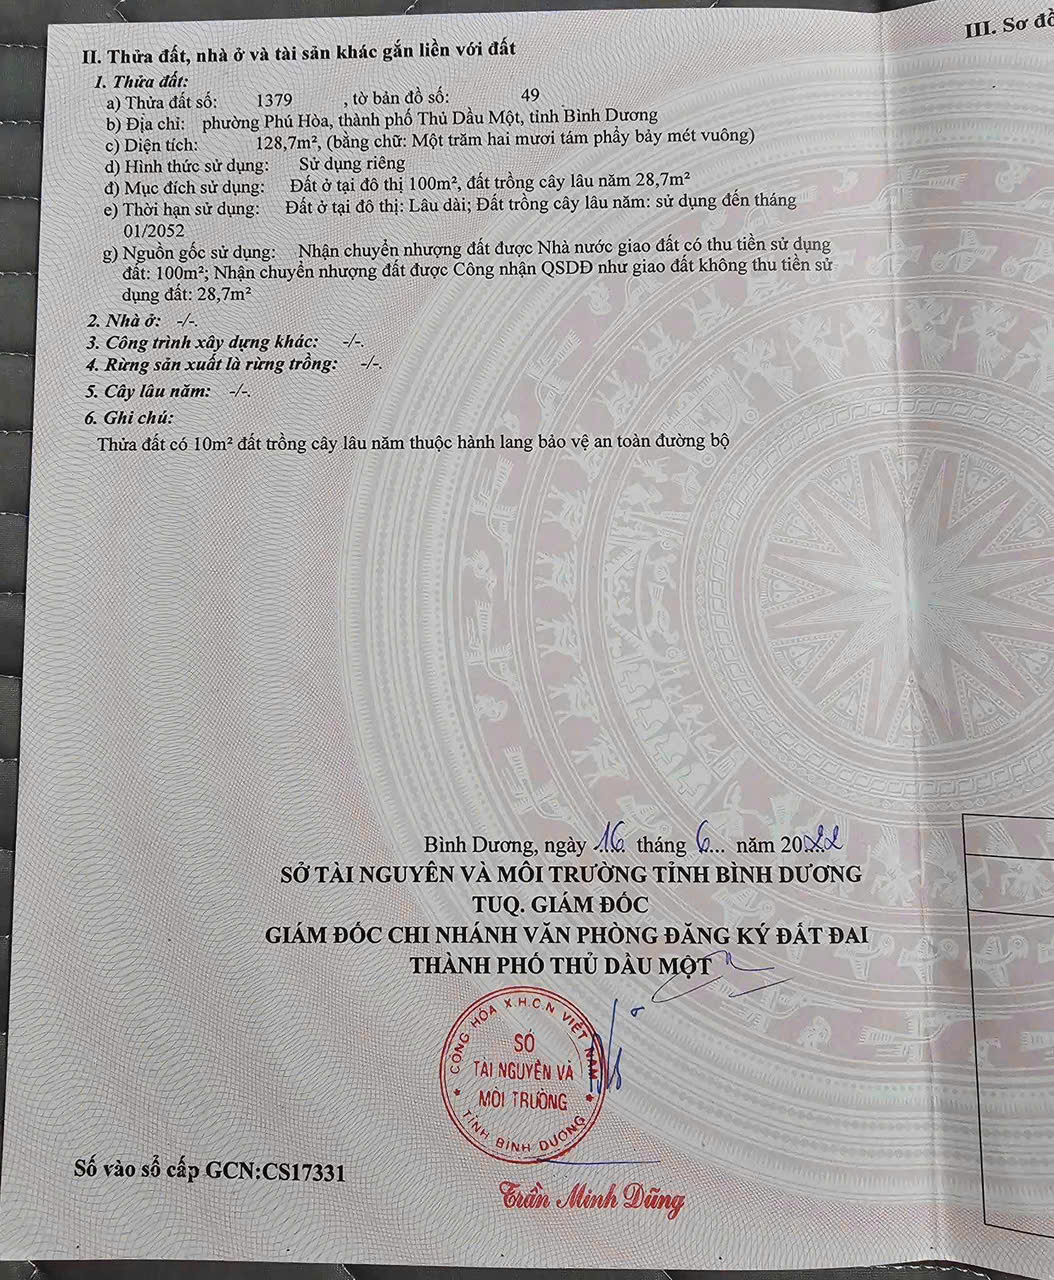 III. Sơ đồ
II. Thửa đất, nhà ở và tài sản khác gắn liền với đất
1. Thửa đất:
a) Thửa đất số: 1379 , tờ bản đồ số: 49
b) Địa chỉ: phường Phú Hòa, thành phố Thủ Dầu Một, tỉnh Bình Dương
c) Diện tích: 128,7m², (bằng chữ: Một trăm hai mươi tám phẩy bảy mét vuông)
d) Hình thức sử dụng: Sử dụng riêng
đ) Mục đích sử dụng: Đất ở tại đô thị 100m², đất trồng cây lâu năm 28,7m²
e) Thời hạn sử dụng: Đất ở tại đô thị: Lâu dài; Đất trồng cây lâu năm: sử dụng đến tháng
01/2052
g) Nguồn gốc sử dụng: Nhận chuyển nhượng đất được Nhà nước giao đất có thu tiền sử dụng
đất: 100m²; Nhận chuyển nhượng đất được Công nhận QSDĐ như giao đất không thu tiền sử
dụng đất: 28,7m²
2. Nhà ở: -/-.
3. Công trình xây dựng khác: -/-.
4. Rừng sản xuất là rừng trồng: -/-.
5. Cây lâu năm: -/-.
6. Ghi chú:
Thửa đất có 10m² đất trồng cây lâu năm thuộc hành lang bảo vệ an toàn đường bộ
Bình Dương, ngày 16 tháng 6 năm 2022
SỞ TÀI NGUYÊN VÀ MÔI TRƯỜNG TỈNH BÌNH DƯƠNG
TUQ. GIÁM ĐỐC
GIÁM ĐỐC CHI NHÁNH VĂN PHÒNG ĐĂNG KÝ ĐẤT ĐAI
THÀNH PHỐ THỦ DẦU MỘT
CỘNG HÒA X.H.C.N VIỆT NAM
SỞ
TÀI NGUYÊN VÀ
MÔI TRƯỜNG
TỈNH BÌNH DƯƠNG
Số vào sổ cấp GCN:CS17331
Trần Minh Dũng